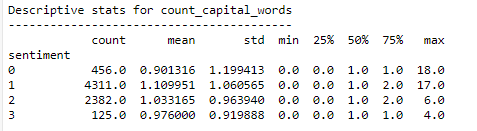 Descriptive stats for count_capital_words
----------------------------------------
count mean std min 25% 50% 75% max
sentiment
0 456.0 0.901316 1.199413 0.0 0.0 1.0 1.0 18.0
1 4311.0 1.109951 1.060565 0.0 0.0 1.0 2.0 17.0
2 2382.0 1.033165 0.963940 0.0 0.0 1.0 2.0 6.0
3 125.0 0.976000 0.919888 0.0 0.0 1.0 1.0 4.0